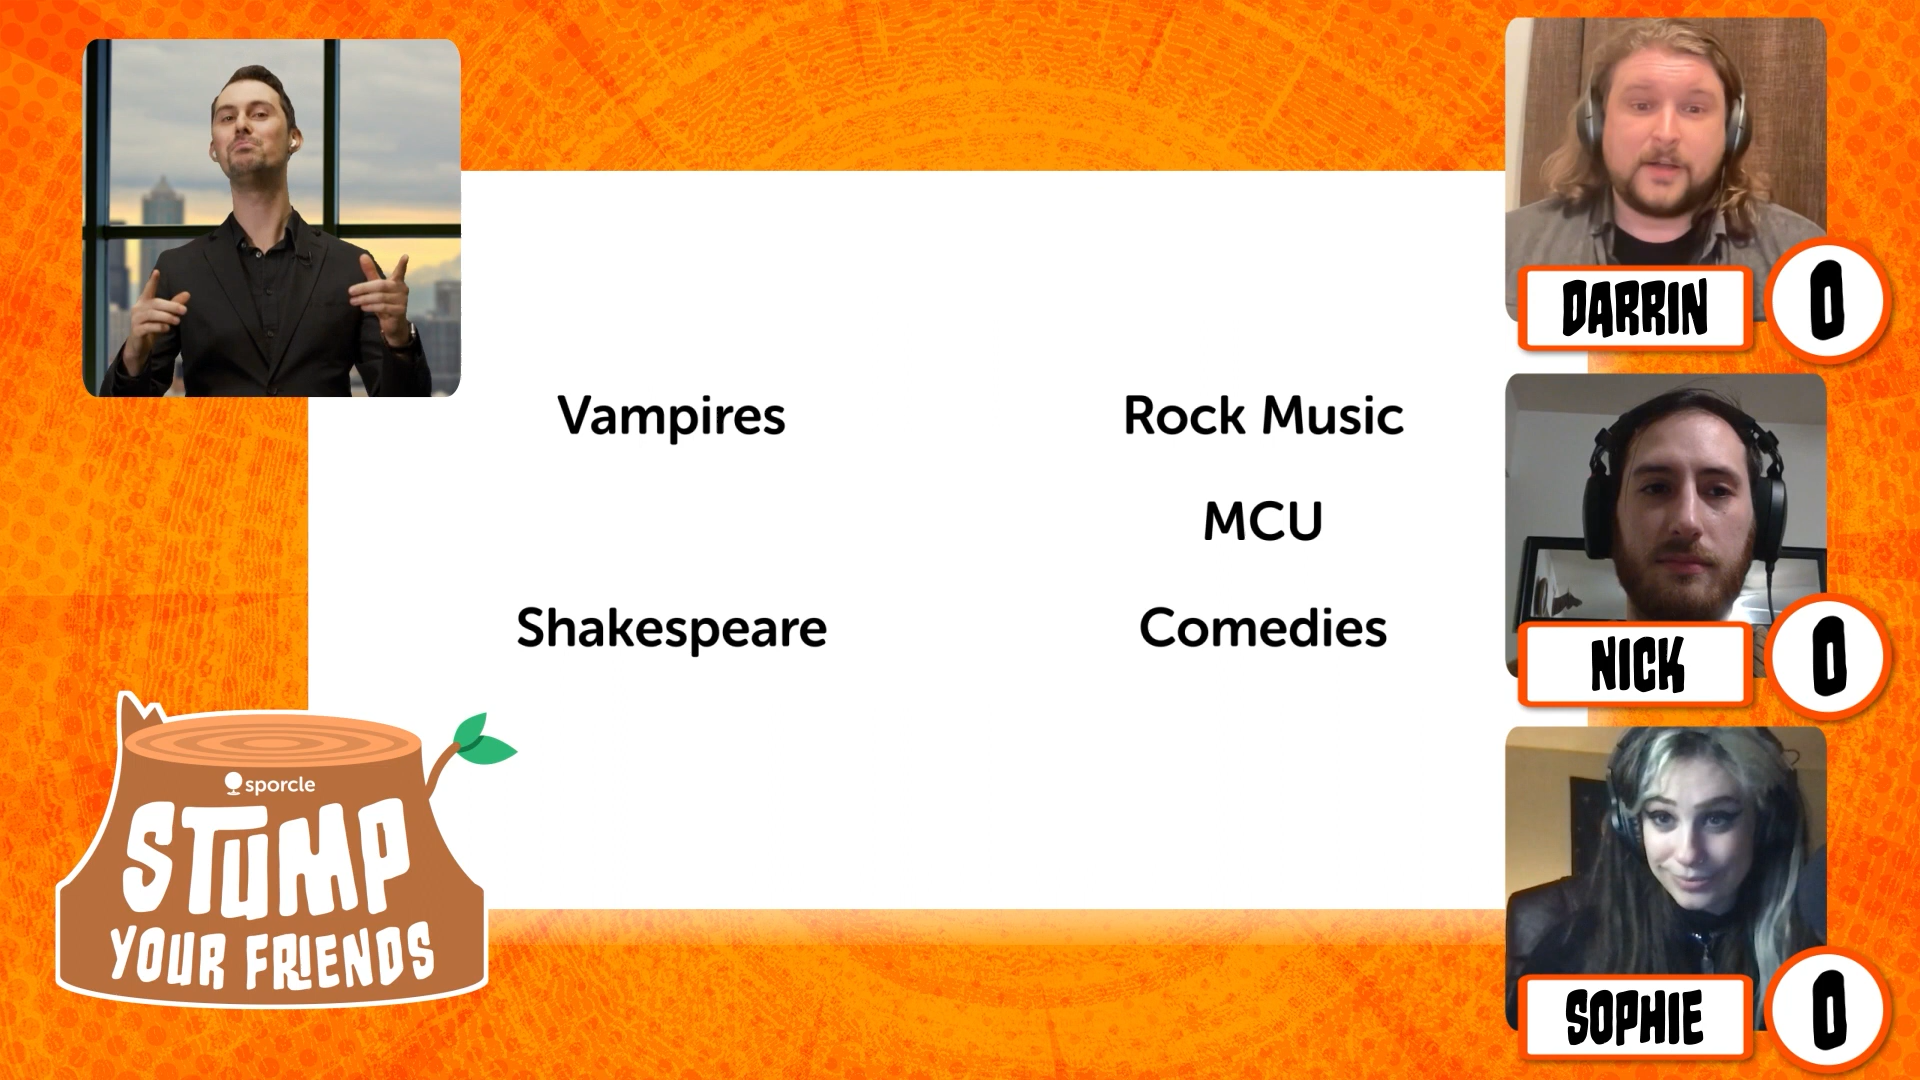 Vampires
Rock Music
MCU
Shakespeare
Comedies
DARRIN
0
NICK
0
SOPHIE
0
sporcle
STUMP
YOUR FRIENDS